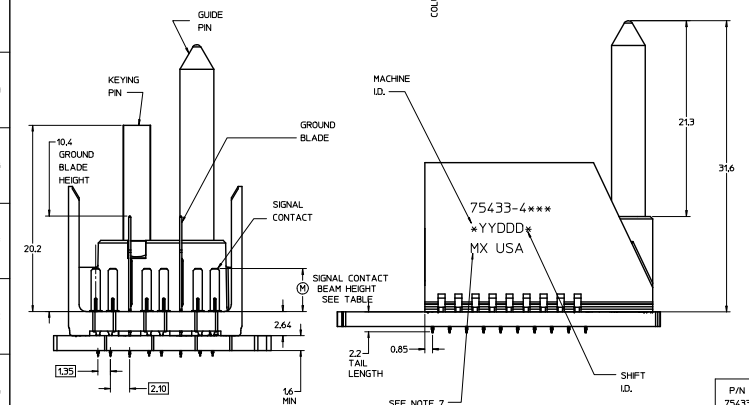 COLU
GUIDE
PIN
KEYING
PIN
MACHINE
I.D.
21,3
GROUND
BLADE
10,4
GROUND
BLADE
HEIGHT
31,6
SIGNAL
CONTACT
75433-4***
*YYDDD*
MX USA
20,2
M
SIGNAL CONTACT
BEAM HEIGHT
SEE TABLE
2,64
2,2
TAIL
LENGTH
0,85
1,35
2,10
1,6
MIN
SHIFT
I.D.
SEE NOTE 7
P/N
75433